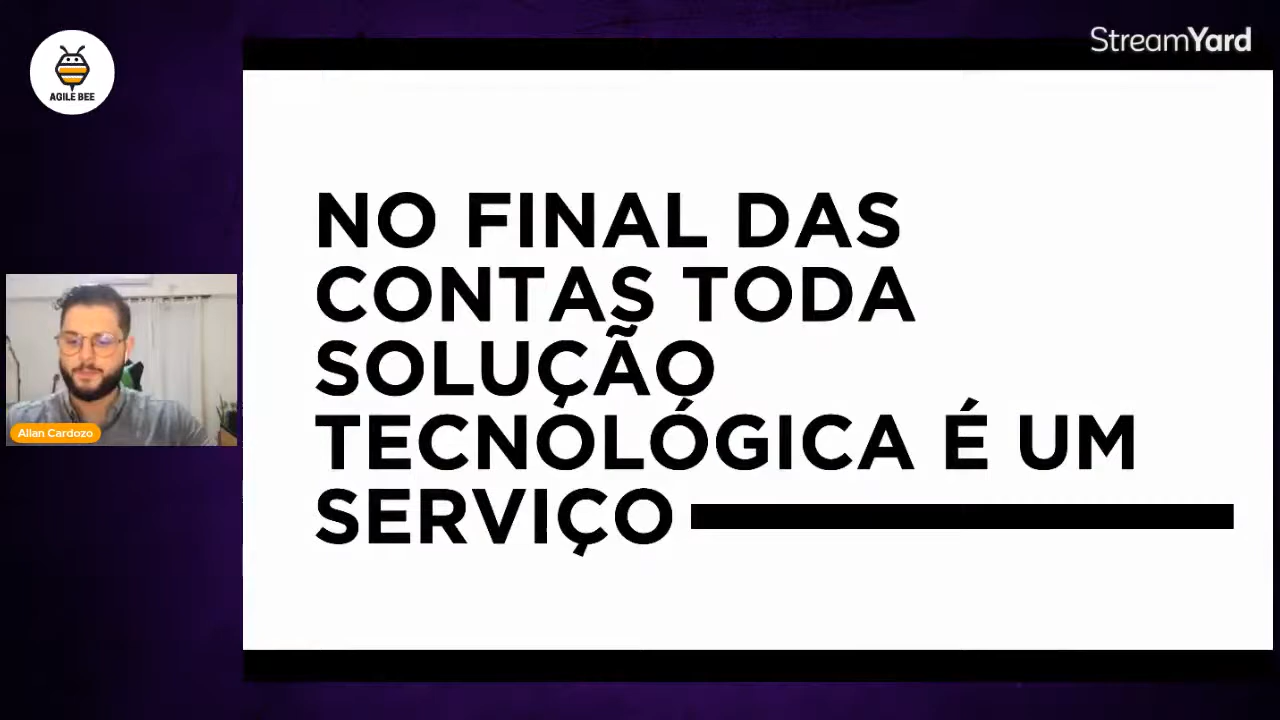 AGILE BEE
StreamYard
NO FINAL DAS
CONTAS TODA
SOLUÇÃO
TECNOLÓGICA É UM
SERVIÇO
Allan Cardozo